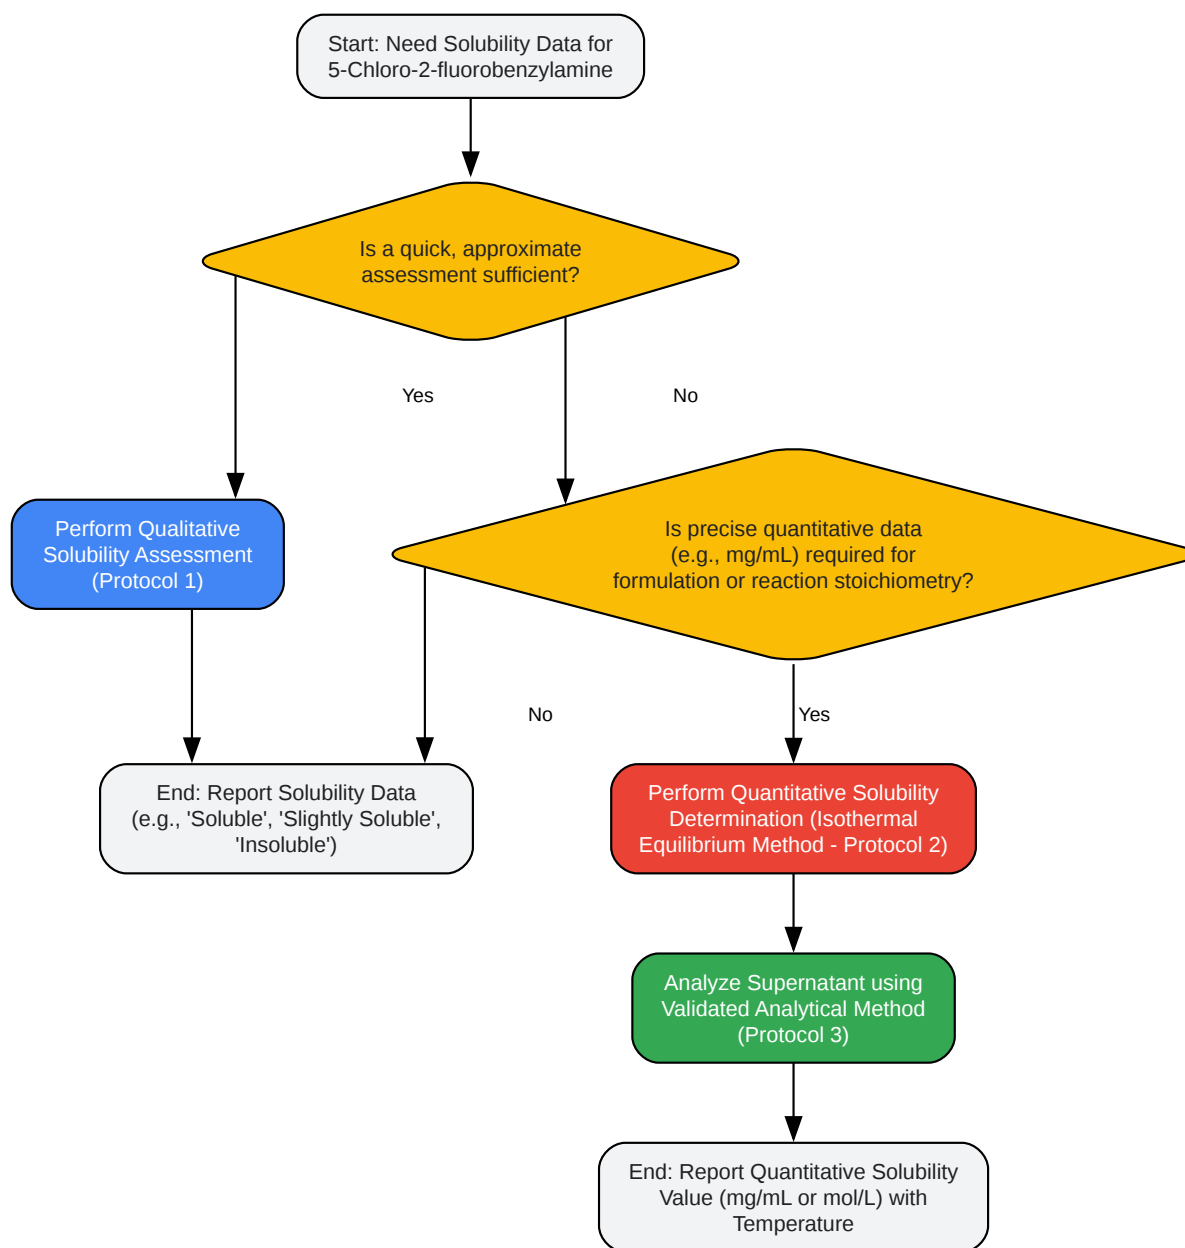 Start: Need Solubility Data for
5-Chloro-2-fluorobenzylamine
Is a quick, approximate
assessment sufficient?
Yes
No
Perform Qualitative
Solubility Assessment
(Protocol 1)
Is precise quantitative data
(e.g., mg/mL) required for
formulation or reaction stoichiometry?
No
Yes
End: Report Solubility Data
(e.g., 'Soluble', 'Slightly Soluble',
'Insoluble')
Perform Quantitative Solubility
Determination (Isothermal
Equilibrium Method - Protocol 2)
Analyze Supernatant using
Validated Analytical Method
(Protocol 3)
End: Report Quantitative Solubility
Value (mg/mL or mol/L) with
Temperature